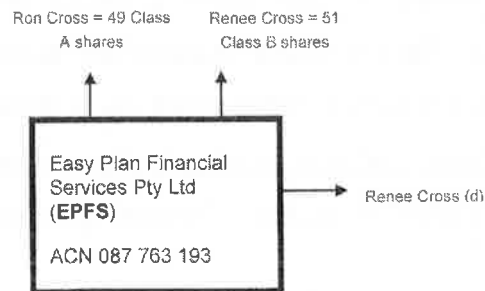 Ron Cross = 49 Class
A shares
Renee Cross = 51
Class B shares
Easy Plan Financial
Services Pty Ltd
(EPFS)
ACN 087 763 193
Renee Cross (d)